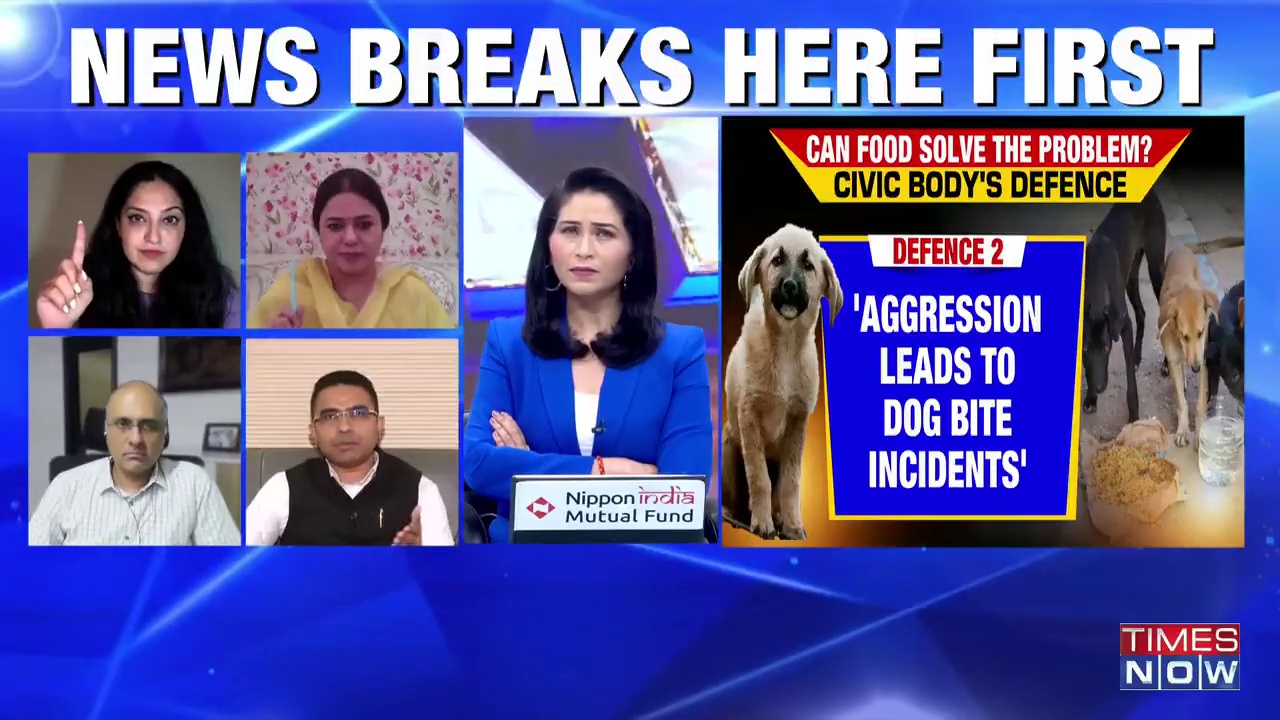 NEWS BREAKS HERE FIRST
CAN FOOD SOLVE THE PROBLEM?
CIVIC BODY'S DEFENCE
DEFENCE 2
'AGGRESSION
LEADS TO
DOG BITE
INCIDENTS'
Nippon india
Mutual Fund
TIMES
NOW